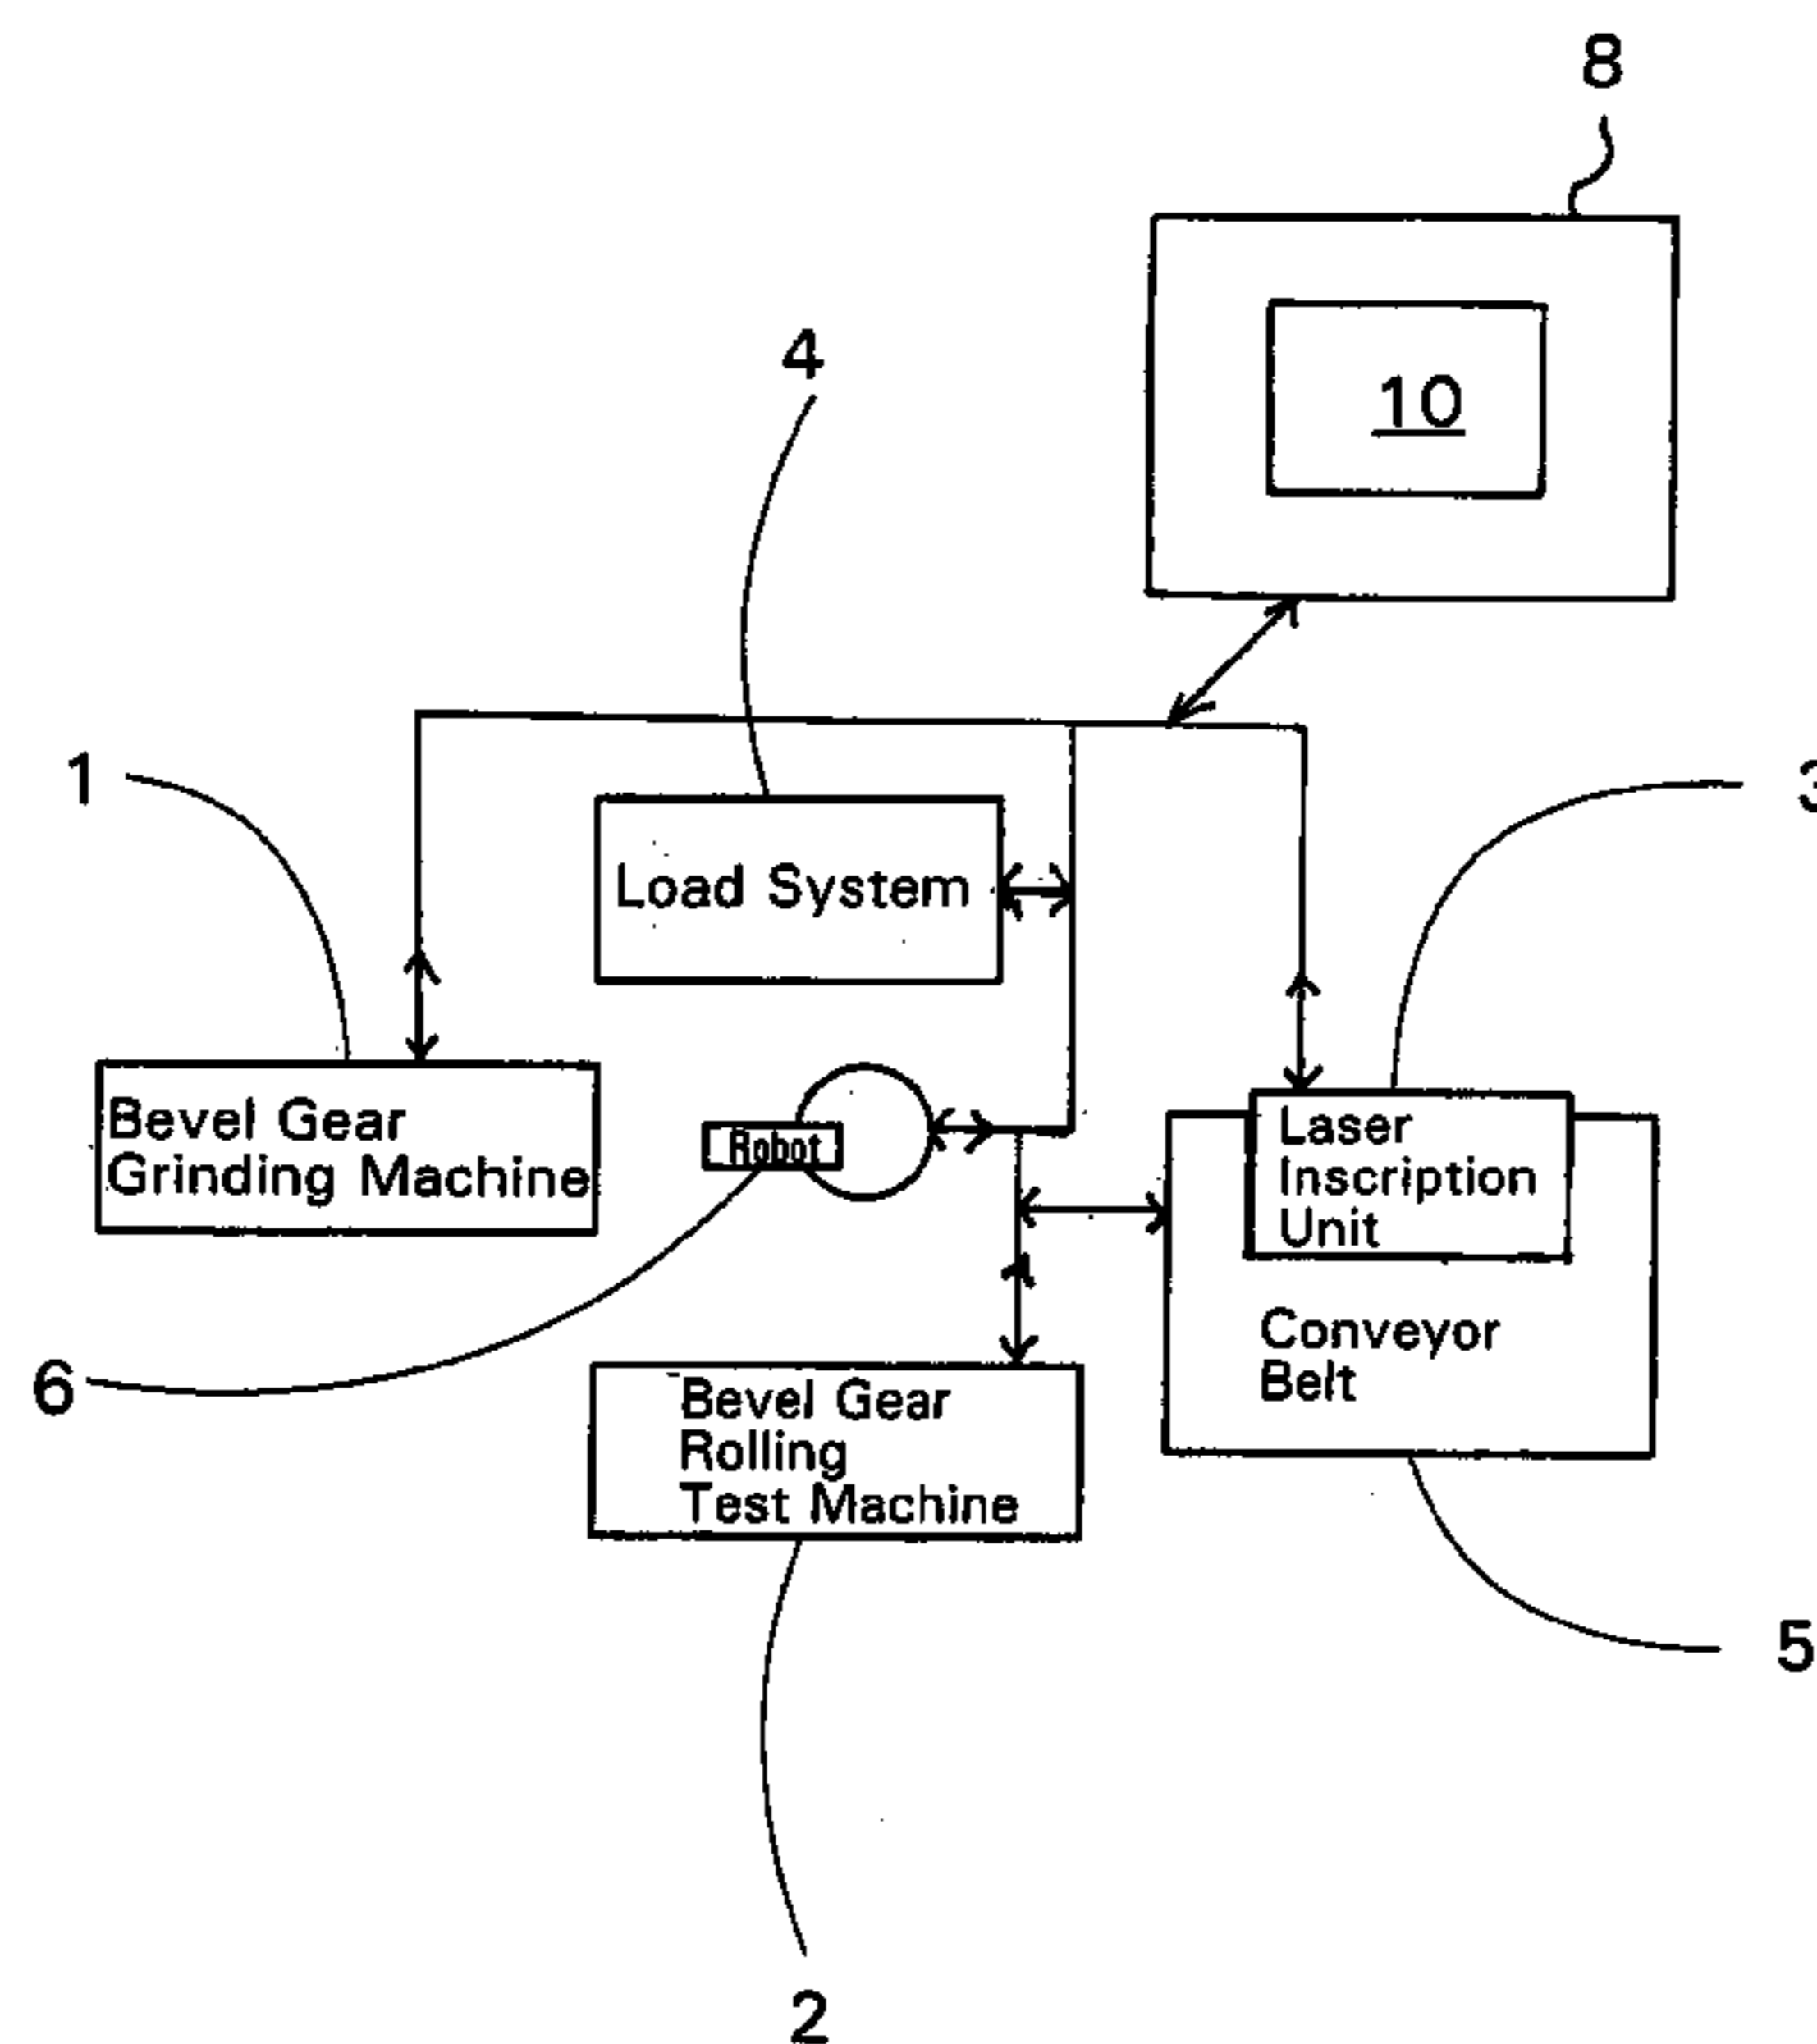 8
10
4
1
3
Load System
Bevel Gear
Grinding Machine
Robot
Laser
Inscription
Unit
Conveyor
Belt
6
Bevel Gear
Rolling
Test Machine
5
2